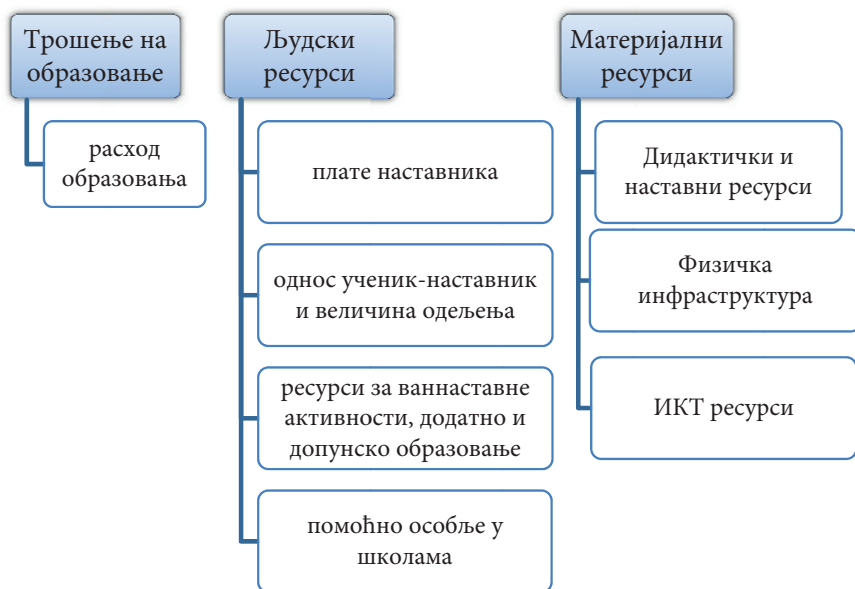 Трошење на
образовање
расход
образовања
Људски
ресурси
плате наставника
однос ученик-наставник
и величина одељења
ресурси за ваннаставне
активности, додатно и
допунско образовање
помоћно особље у
школама
Материјални
ресурси
Дидактички и
наставни ресурси
Физичка
инфраструктура
ИКТ ресурси